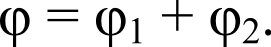 φ = φ₁ + φ₂.